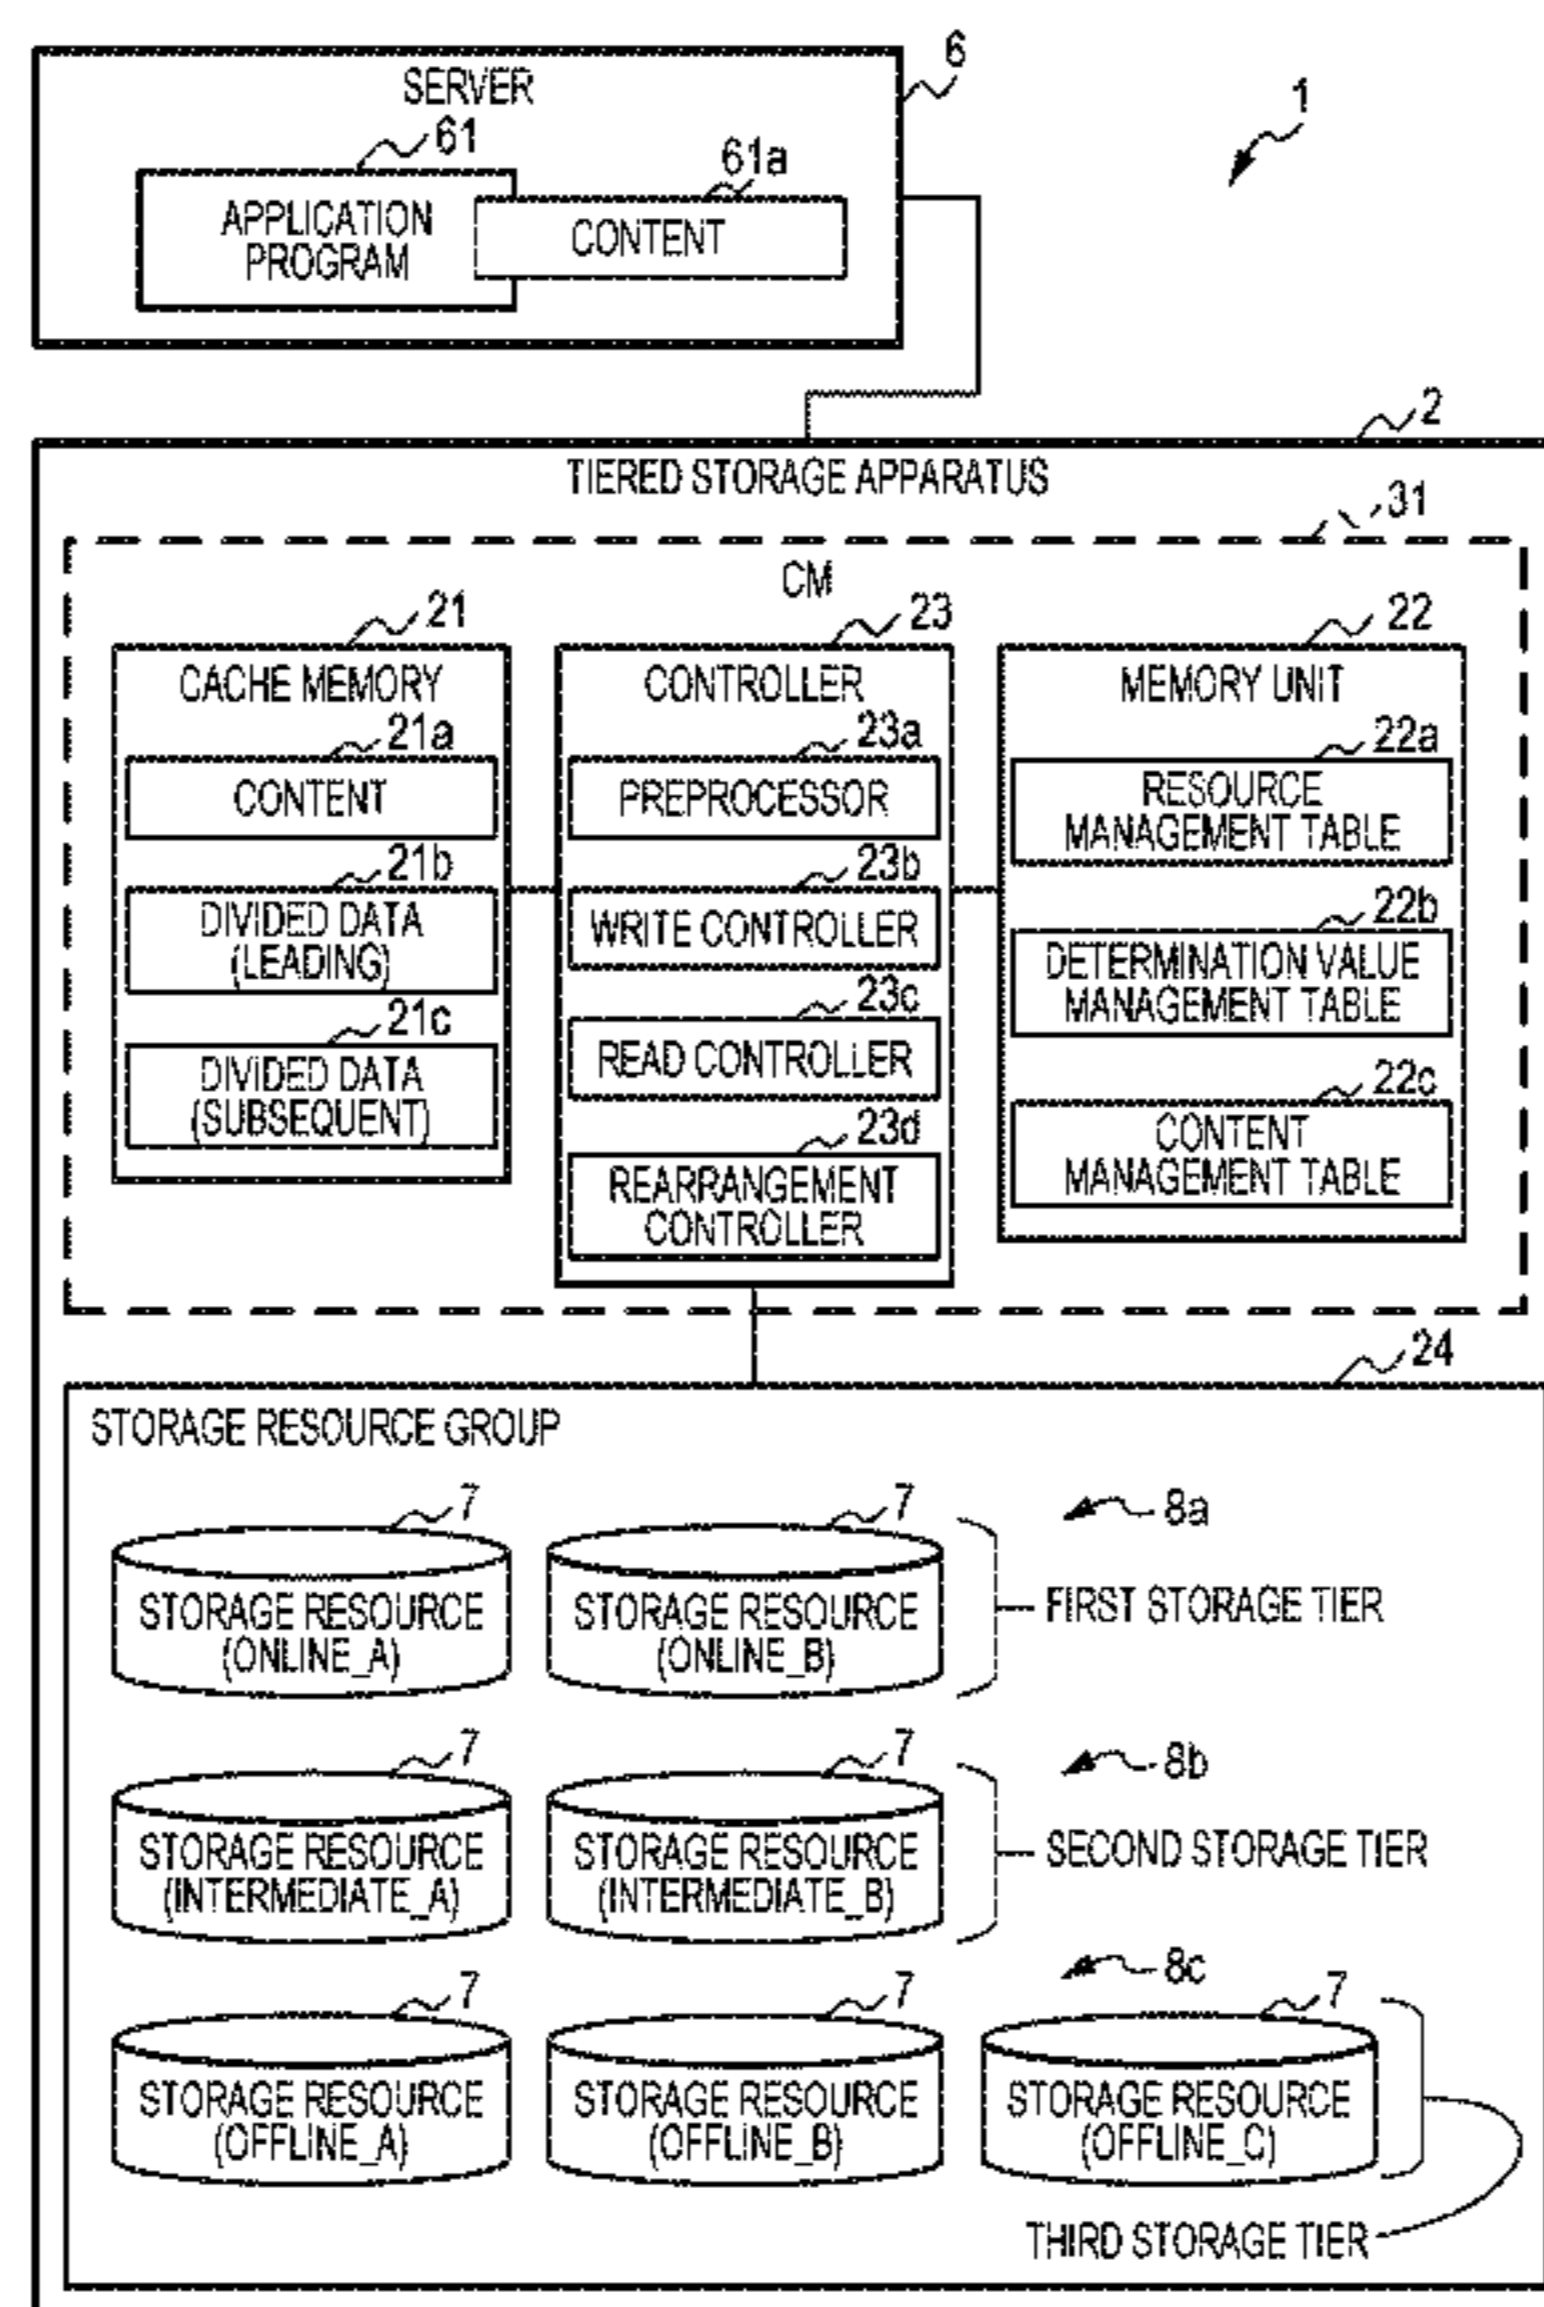 6
SERVER
1
61
61a
APPLICATION
PROGRAM
CONTENT
2
TIERED STORAGE APPARATUS
31
CM
21
CACHE MEMORY
21a
CONTENT
21b
DIVIDED DATA
(LEADING)
21c
DIVIDED DATA
(SUBSEQUENT)
23
CONTROLLER
23a
PREPROCESSOR
23b
WRITE CONTROLLER
23c
READ CONTROLLER
23d
REARRANGEMENT
CONTROLLER
22
MEMORY UNIT
22a
RESOURCE
MANAGEMENT TABLE
22b
DETERMINATION VALUE
MANAGEMENT TABLE
22c
CONTENT
MANAGEMENT TABLE
24
STORAGE RESOURCE GROUP
7
STORAGE RESOURCE
(ONLINE_A)
7
STORAGE RESOURCE
(ONLINE_B)
8a
FIRST STORAGE TIER
7
STORAGE RESOURCE
(INTERMEDIATE_A)
7
STORAGE RESOURCE
(INTERMEDIATE_B)
8b
SECOND STORAGE TIER
8c
7
STORAGE RESOURCE
(OFFLINE_A)
7
STORAGE RESOURCE
(OFFLINE_B)
7
STORAGE RESOURCE
(OFFLINE_C)
THIRD STORAGE TIER